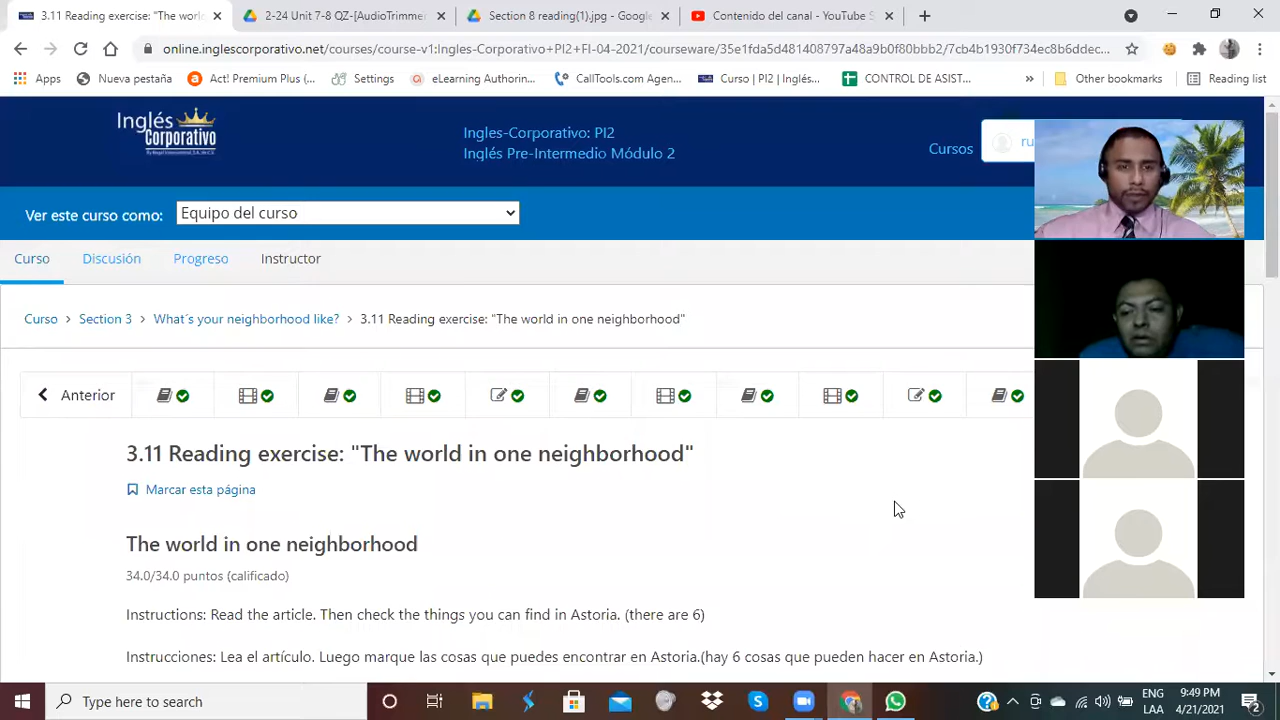 3.11 Reading exercise: "The wo
2-24 Unit 7-8 QZ-[AudioTrimmer
Section 8 reading(1).jpg - Google
Contenido del canal - YouTube S
online.inglescorporativo.net/courses/course-v1:Ingles-Corporativo+PI2+FI-04-2021/courseware/35e1fda5d481408797a48a9b0f80bbb2/7cb4b1930f734ec8b6ddec...
Apps
Nueva pestaña
Act! Premium Plus (...
Settings
eLearning Authorin...
CallTools.com Agen...
Curso | PI2 | Inglés...
CONTROL DE ASIST...
»
Other bookmarks
Reading list
Inglés
Corporativo
Ingles-Corporativo: PI2
Inglés Pre-Intermedio Módulo 2
Cursos
ru
Ver este curso como:
Equipo del curso
Curso
Discusión
Progreso
Instructor
Curso > Section 3 > What´s your neighborhood like? > 3.11 Reading exercise: "The world in one neighborhood"
Anterior
3.11 Reading exercise: "The world in one neighborhood"
Marcar esta página
The world in one neighborhood
34.0/34.0 puntos (calificado)
Instructions: Read the article. Then check the things you can find in Astoria. (there are 6)
Instrucciones: Lea el artículo. Luego marque las cosas que puedes encontrar en Astoria.(hay 6 cosas que pueden hacer en Astoria.)
Type here to search
ENG
LAA
9:49 PM
4/21/2021
2